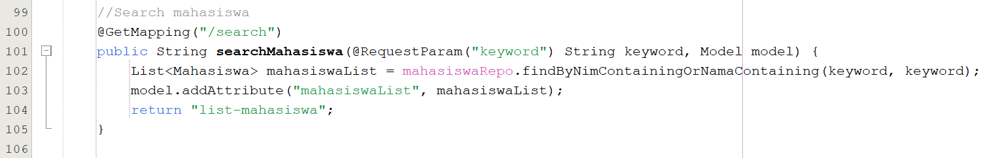 99 //Search mahasiswa
100 @GetMapping("/search")
101 public String searchMahasiswa(@RequestParam("keyword") String keyword, Model model) {
102 List<Mahasiswa> mahasiswaList = mahasiswaRepo.findByNimContainingOrNamaContaining(keyword, keyword);
103 model.addAttribute("mahasiswaList", mahasiswaList);
104 return "list-mahasiswa";
105 }
106